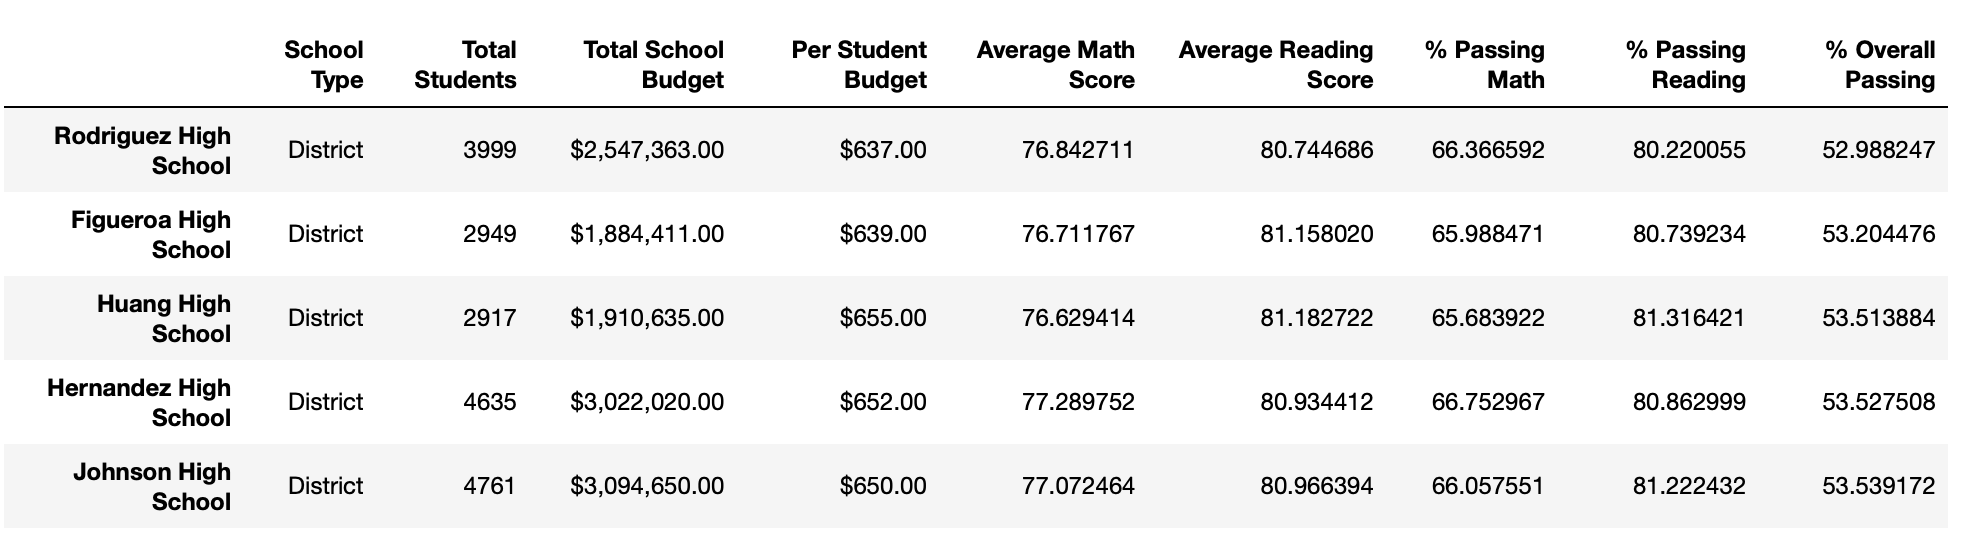 School Type Total Students Total School Budget Per Student Budget Average Math Score Average Reading Score % Passing Math % Passing Reading % Overall Passing
Rodriguez High School District 3999 $2,547,363.00 $637.00 76.842711 80.744686 66.366592 80.220055 52.988247
Figueroa High School District 2949 $1,884,411.00 $639.00 76.711767 81.158020 65.988471 80.739234 53.204476
Huang High School District 2917 $1,910,635.00 $655.00 76.629414 81.182722 65.683922 81.316421 53.513884
Hernandez High School District 4635 $3,022,020.00 $652.00 77.289752 80.934412 66.752967 80.862999 53.527508
Johnson High School District 4761 $3,094,650.00 $650.00 77.072464 80.966394 66.057551 81.222432 53.539172